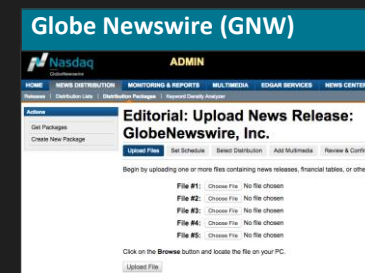 Globe Newswire (GNW)
Nasdaq
GlobeNewswire
ADMIN
HOME NEWS DISTRIBUTION MONITORING & REPORTS MULTIMEDIA EDGAR SERVICES NEWS CENTER
Releases Distribution Lists Distribution Packages Keyword Density Analyzer
Actions
Get Packages
Create New Package
Editorial: Upload News Release:
GlobeNewswire, Inc.
Upload Files Set Schedule Select Distribution Add Multimedia Review & Confi
Begin by uploading one or more files containing news releases, financial tables, or othe
File #1: Choose File No file chosen
File #2: Choose File No file chosen
File #3: Choose File No file chosen
File #4: Choose File No file chosen
File #5: Choose File No file chosen
Click on the Browse button and locate the file on your PC.
Upload File